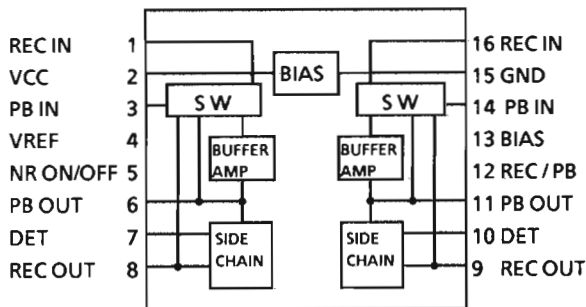 REC IN 1
VCC 2
PB IN 3
VREF 4
NR ON/OFF 5
PB OUT 6
DET 7
REC OUT 8
BIAS
SW
SW
BUFFER
AMP
BUFFER
AMP
SIDE
CHAIN
SIDE
CHAIN
16 REC IN
15 GND
14 PB IN
13 BIAS
12 REC / PB
11 PB OUT
10 DET
9 REC OUT